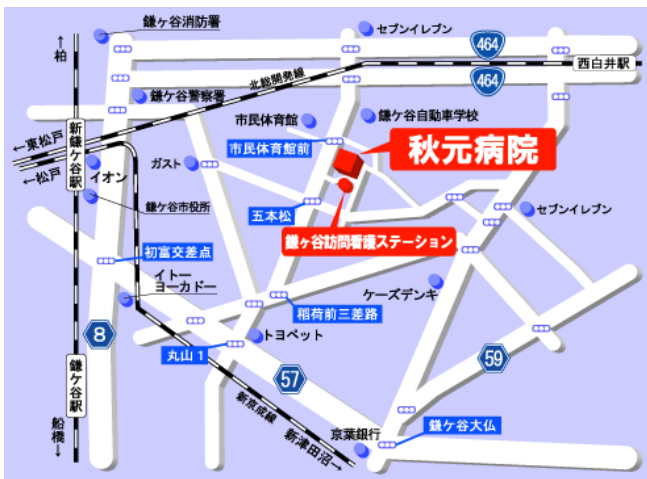 鎌ヶ谷消防署
セブンイレブン
464
↑柏
北総開発線
西白井駅
464
鎌ケ谷警察署
市民体育館
鎌ケ谷自動車学校
←東松戸
新鎌ケ谷駅
市民体育館前
秋元病院
←松戸
イオン
ガスト
鎌ケ谷市役所
五本松
セブンイレブン
鎌ヶ谷訪問看護ステーション
初富交差点
イトー
ヨーカドー
ケーズデンキ
稲荷前三差路
8
トヨペット
丸山1
57
59
鎌ケ谷駅
新京成線
鎌ケ谷大仏
船橋↓
新津田沼→
京葉銀行